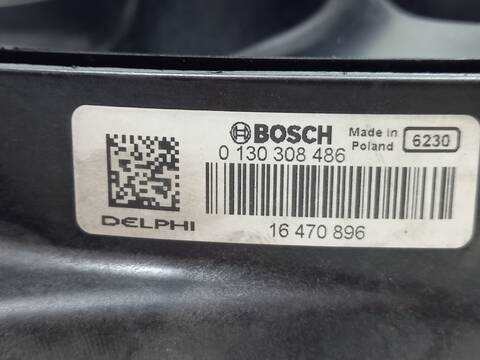 BOSCH Made in Poland 6230
0 130 308 486
DELPHI 16 470 896